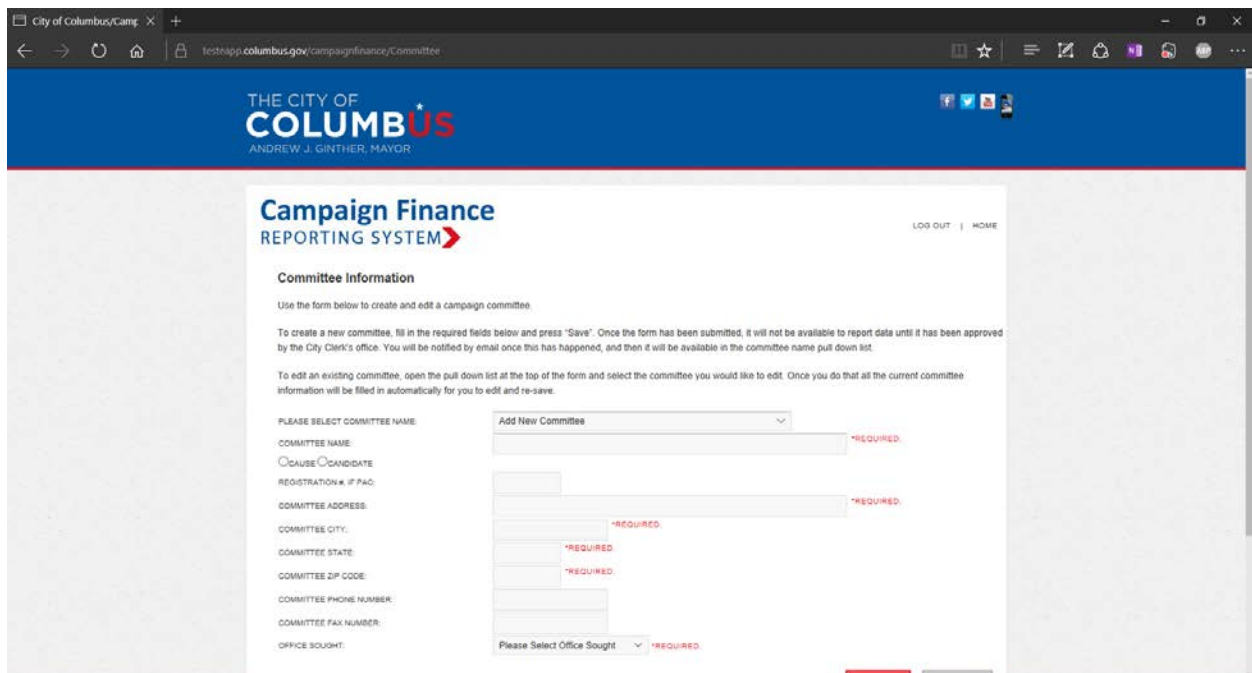 City of Columbus/Camp
testeapp.columbus.gov/campaignfinance/Committee
THE CITY OF
COLUMBUS
ANDREW J. GINTHER, MAYOR
Campaign Finance
REPORTING SYSTEM
LOG OUT | HOME
Committee Information
Use the form below to create and edit a campaign committee.
To create a new committee, fill in the required fields below and press "Save". Once the form has been submitted, it will not be available to report data until it has been approved
by the City Clerk's office. You will be notified by email once this has happened, and then it will be available in the committee name pull down list.
To edit an existing committee, open the pull down list at the top of the form and select the committee you would like to edit. Once you do that all the current committee
information will be filled in automatically for you to edit and re-save.
PLEASE SELECT COMMITTEE NAME: Add New Committee
COMMITTEE NAME: *REQUIRED.
CAUSE CANDIDATE
REGISTRATION #, IF PAC:
COMMITTEE ADDRESS: *REQUIRED.
COMMITTEE CITY: *REQUIRED.
COMMITTEE STATE: *REQUIRED.
COMMITTEE ZIP CODE: *REQUIRED.
COMMITTEE PHONE NUMBER:
COMMITTEE FAX NUMBER:
OFFICE SOUGHT: Please Select Office Sought *REQUIRED.